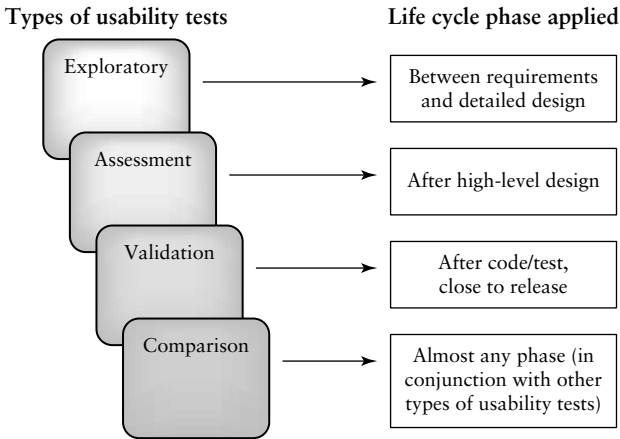 Types of usability tests
Life cycle phase applied
Exploratory
Between requirements
and detailed design
Assessment
After high-level design
Validation
After code/test,
close to release
Comparison
Almost any phase (in
conjunction with other
types of usability tests)